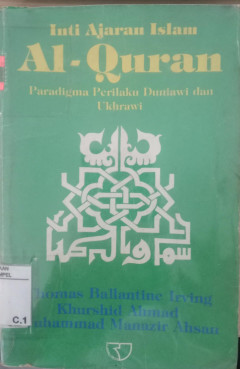 Inti Ajaran Islam
Al-Quran
Paradigma Perilaku Duniawi dan
Ukhrawi
Thomas Ballantine Irving
Khurshid Ahmad
Muhammad Manazir Ahsan
C.1